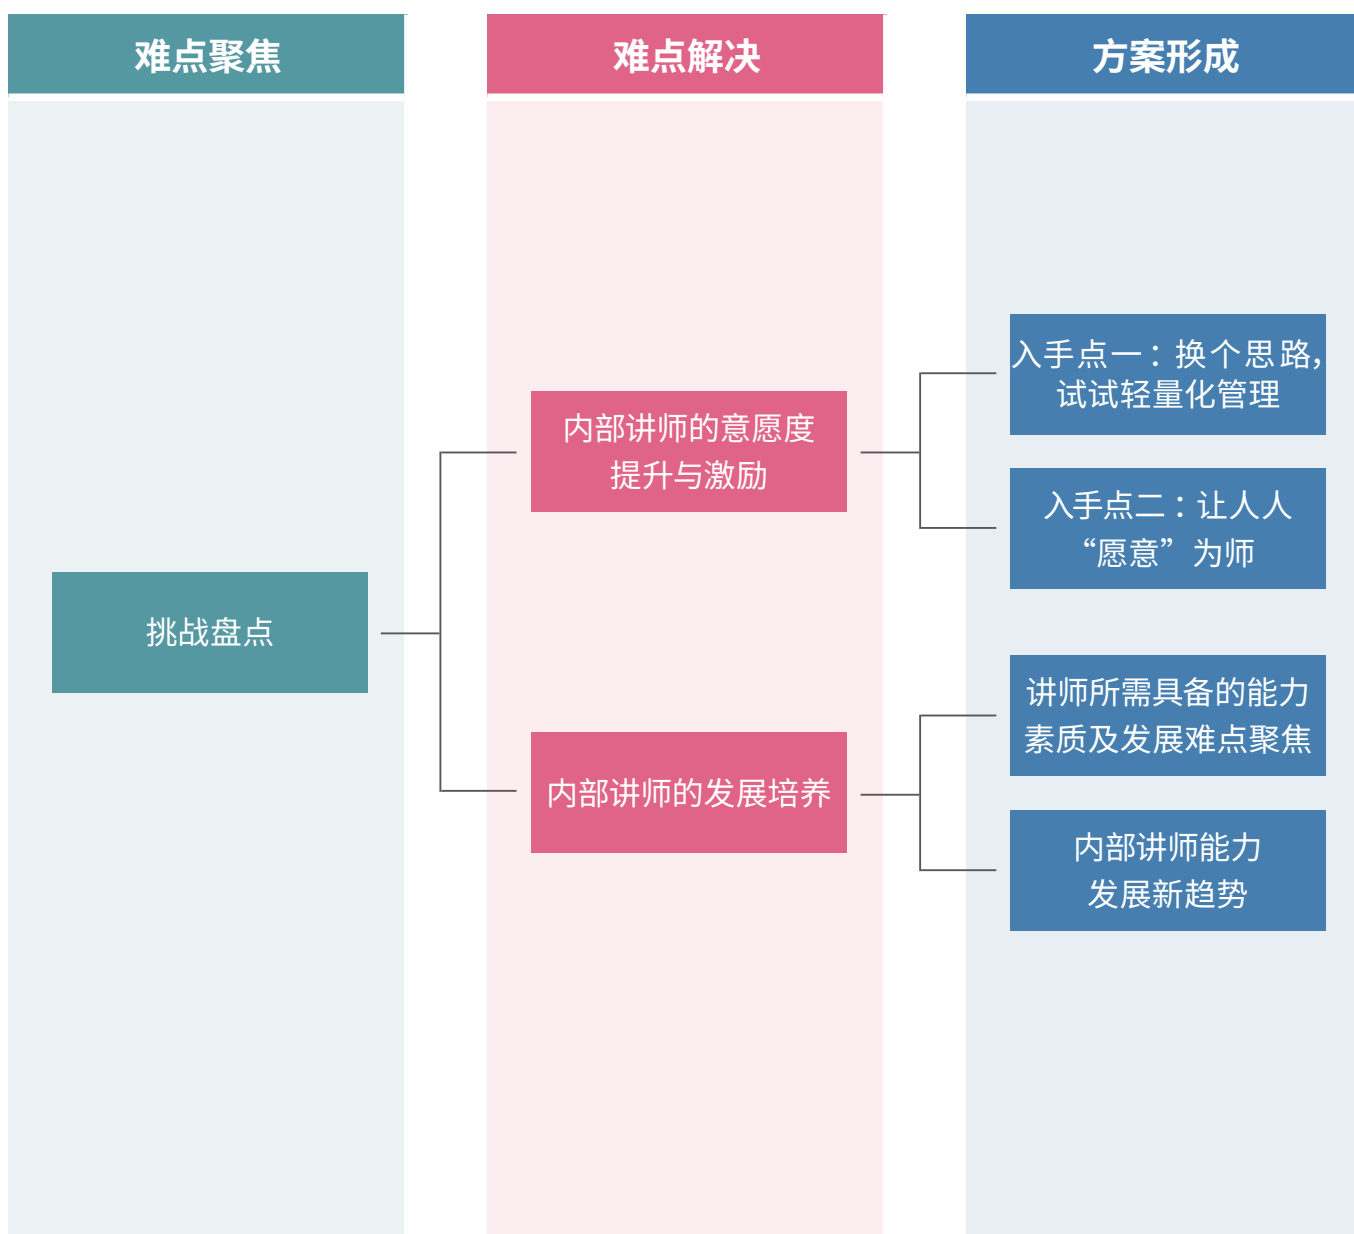 难点聚焦
难点解决
方案形成
挑战盘点
内部讲师的意愿度
提升与激励
内部讲师的发展培养
入手点一：换个思路，
试试轻量化管理
入手点二：让人人
“愿意”为师
讲师所需具备的能力
素质及发展难点聚焦
内部讲师能力
发展新趋势